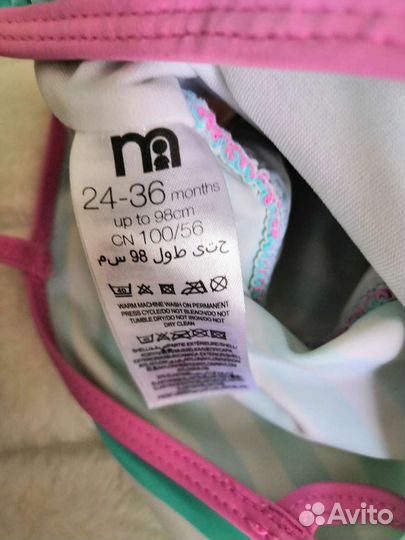 m
24-36 months
up to 98cm
CN 100/56
حتى طول 98 سم
40
WARM MACHINE WASH ON PERMANENT
PRESS CYCLE/DO NOT BLEACH/DO NOT
TUMBLE DRY/DO NOT IRON/DO NOT
DRY CLEAN
Avito